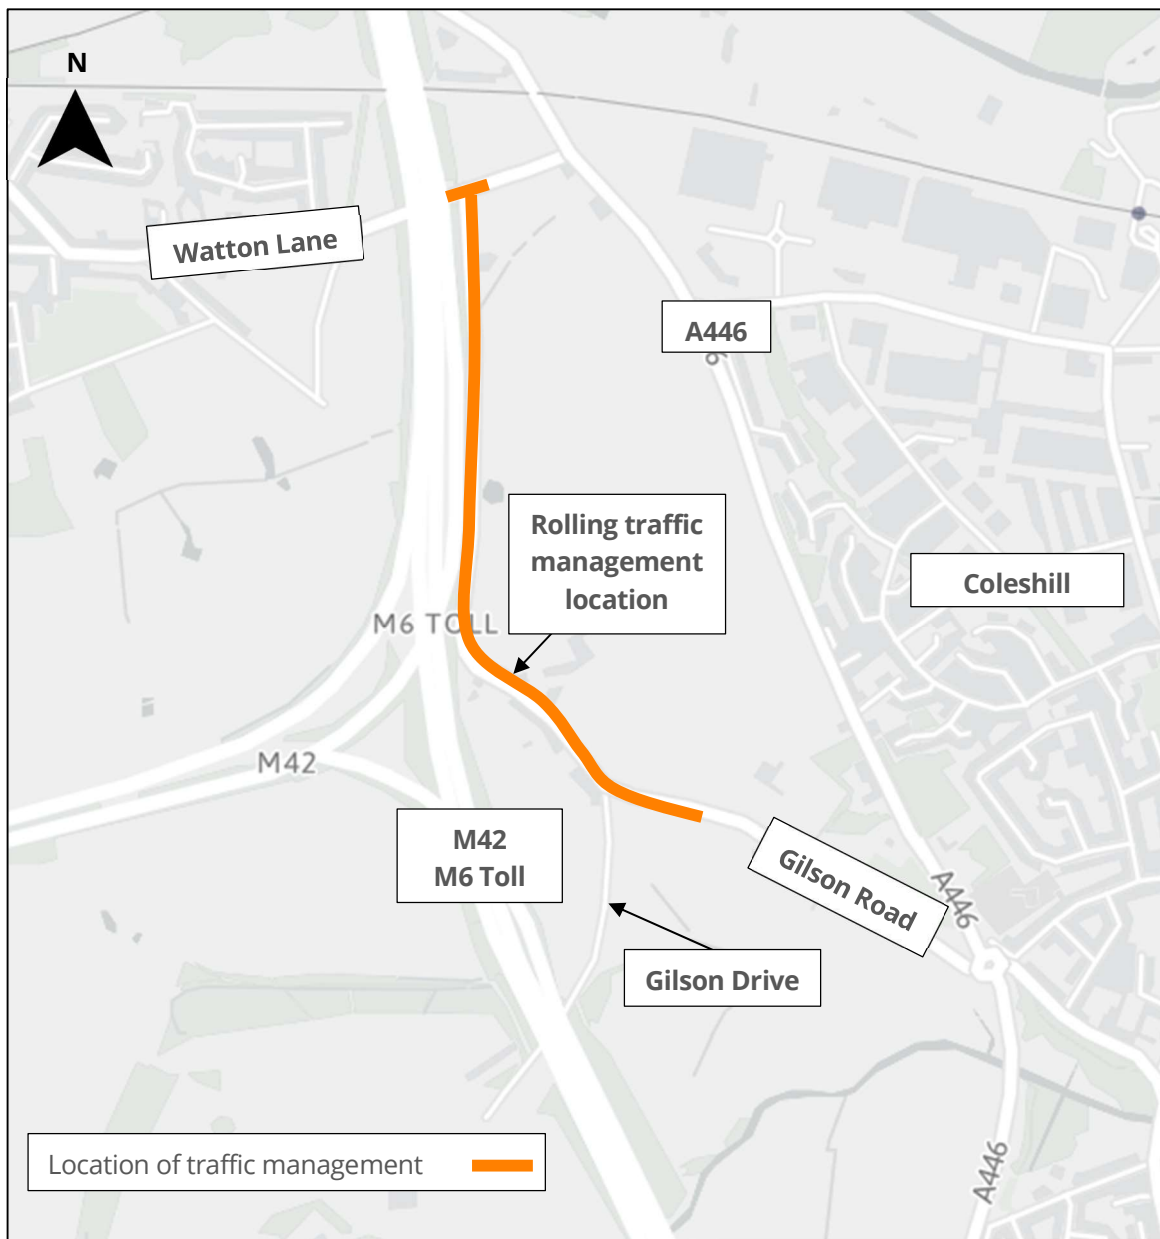 N
Watton Lane
A446
6
Rolling traffic
management
location
Coleshill
M6 TOLL
M42
M42
M6 Toll
Gilson Road
A446
Gilson Drive
Location of traffic management
A446